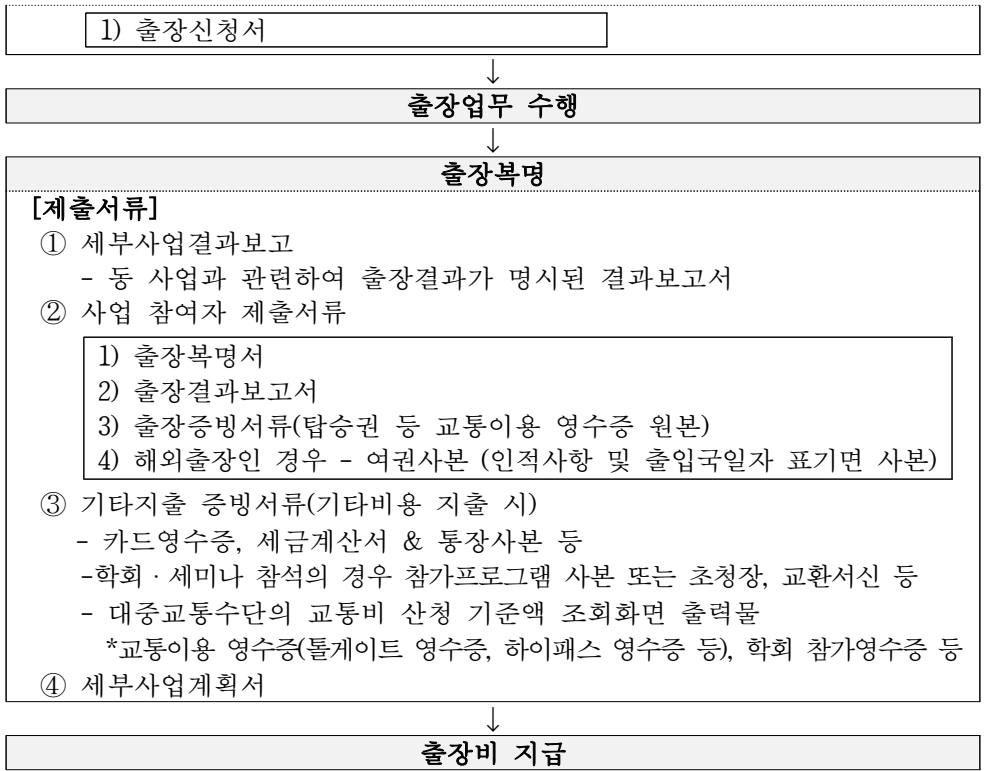 1) 출장신청서
↓
출장업무 수행
↓
출장복명
[제출서류]
① 세부사업결과보고
- 동 사업과 관련하여 출장결과가 명시된 결과보고서
② 사업 참여자 제출서류
1) 출장복명서
2) 출장결과보고서
3) 출장증빙서류(탑승권 등 교통이용 영수증 원본)
4) 해외출장인 경우 - 여권사본 (인적사항 및 출입국일자 표기면 사본)
③ 기타지출 증빙서류(기타비용 지출 시)
- 카드영수증, 세금계산서 & 통장사본 등
-학회·세미나 참석의 경우 참가프로그램 사본 또는 초청장, 교환서신 등
- 대중교통수단의 교통비 산청 기준액 조회화면 출력물
*교통이용 영수증(톨게이트 영수증, 하이패스 영수증 등), 학회 참가영수증 등
④ 세부사업계획서
↓
출장비 지급